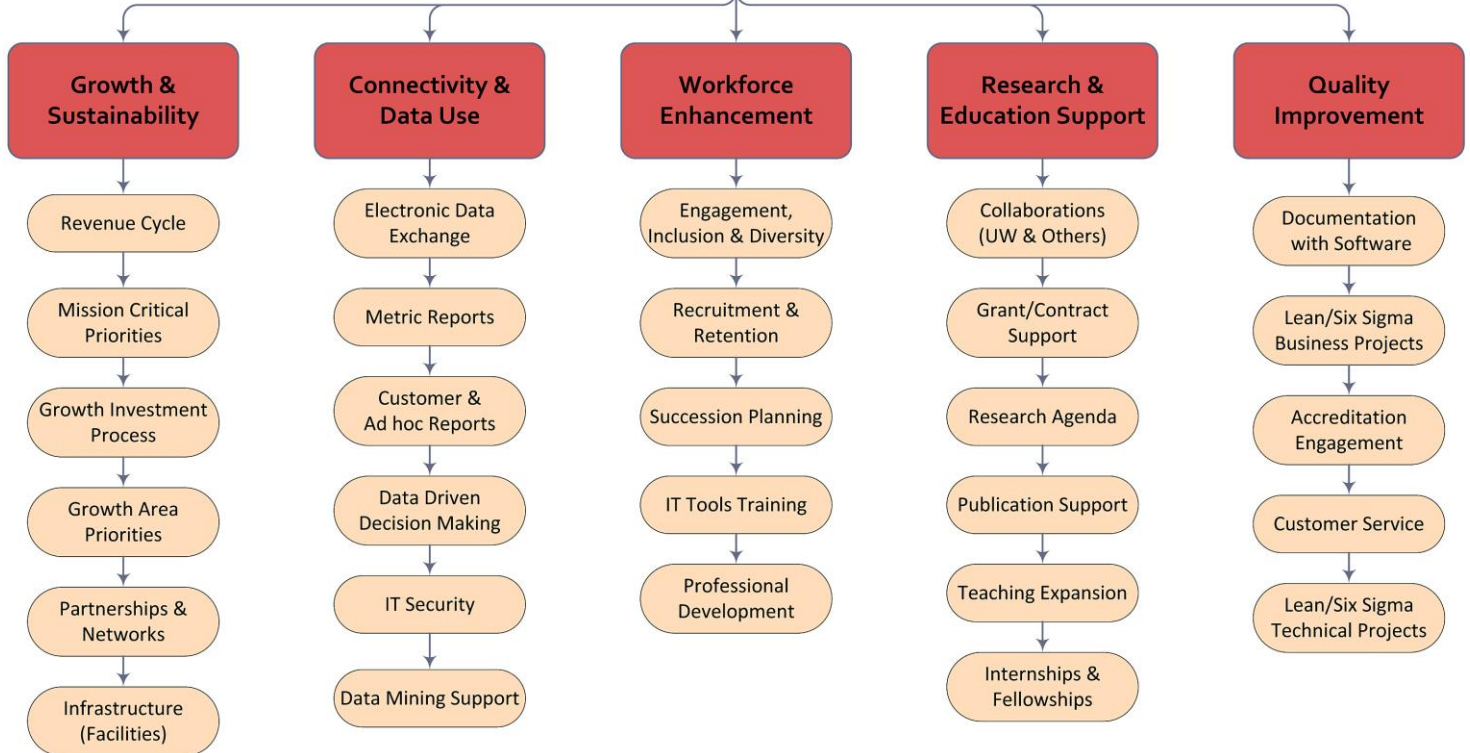 Growth &
Sustainability
Revenue Cycle
Mission Critical
Priorities
Growth Investment
Process
Growth Area
Priorities
Partnerships &
Networks
Infrastructure
(Facilities)
Connectivity &
Data Use
Electronic Data
Exchange
Metric Reports
Customer &
Ad hoc Reports
Data Driven
Decision Making
IT Security
Data Mining Support
Workforce
Enhancement
Engagement,
Inclusion & Diversity
Recruitment &
Retention
Succession Planning
IT Tools Training
Professional
Development
Research &
Education Support
Collaborations
(UW & Others)
Grant/Contract
Support
Research Agenda
Publication Support
Teaching Expansion
Internships &
Fellowships
Quality
Improvement
Documentation
with Software
Lean/Six Sigma
Business Projects
Accreditation
Engagement
Customer Service
Lean/Six Sigma
Technical Projects